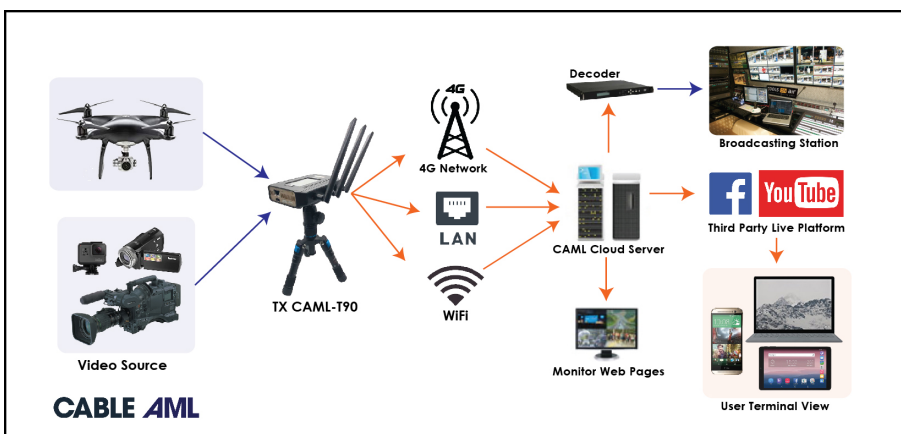 4G
Decoder
Broadcasting Station
4G Network
LAN
CAML Cloud Server
f
You Tube
Third Party Live Platform
TX CAML-T90
WiFi
Video Source
Monitor Web Pages
User Terminal View
CABLE AML